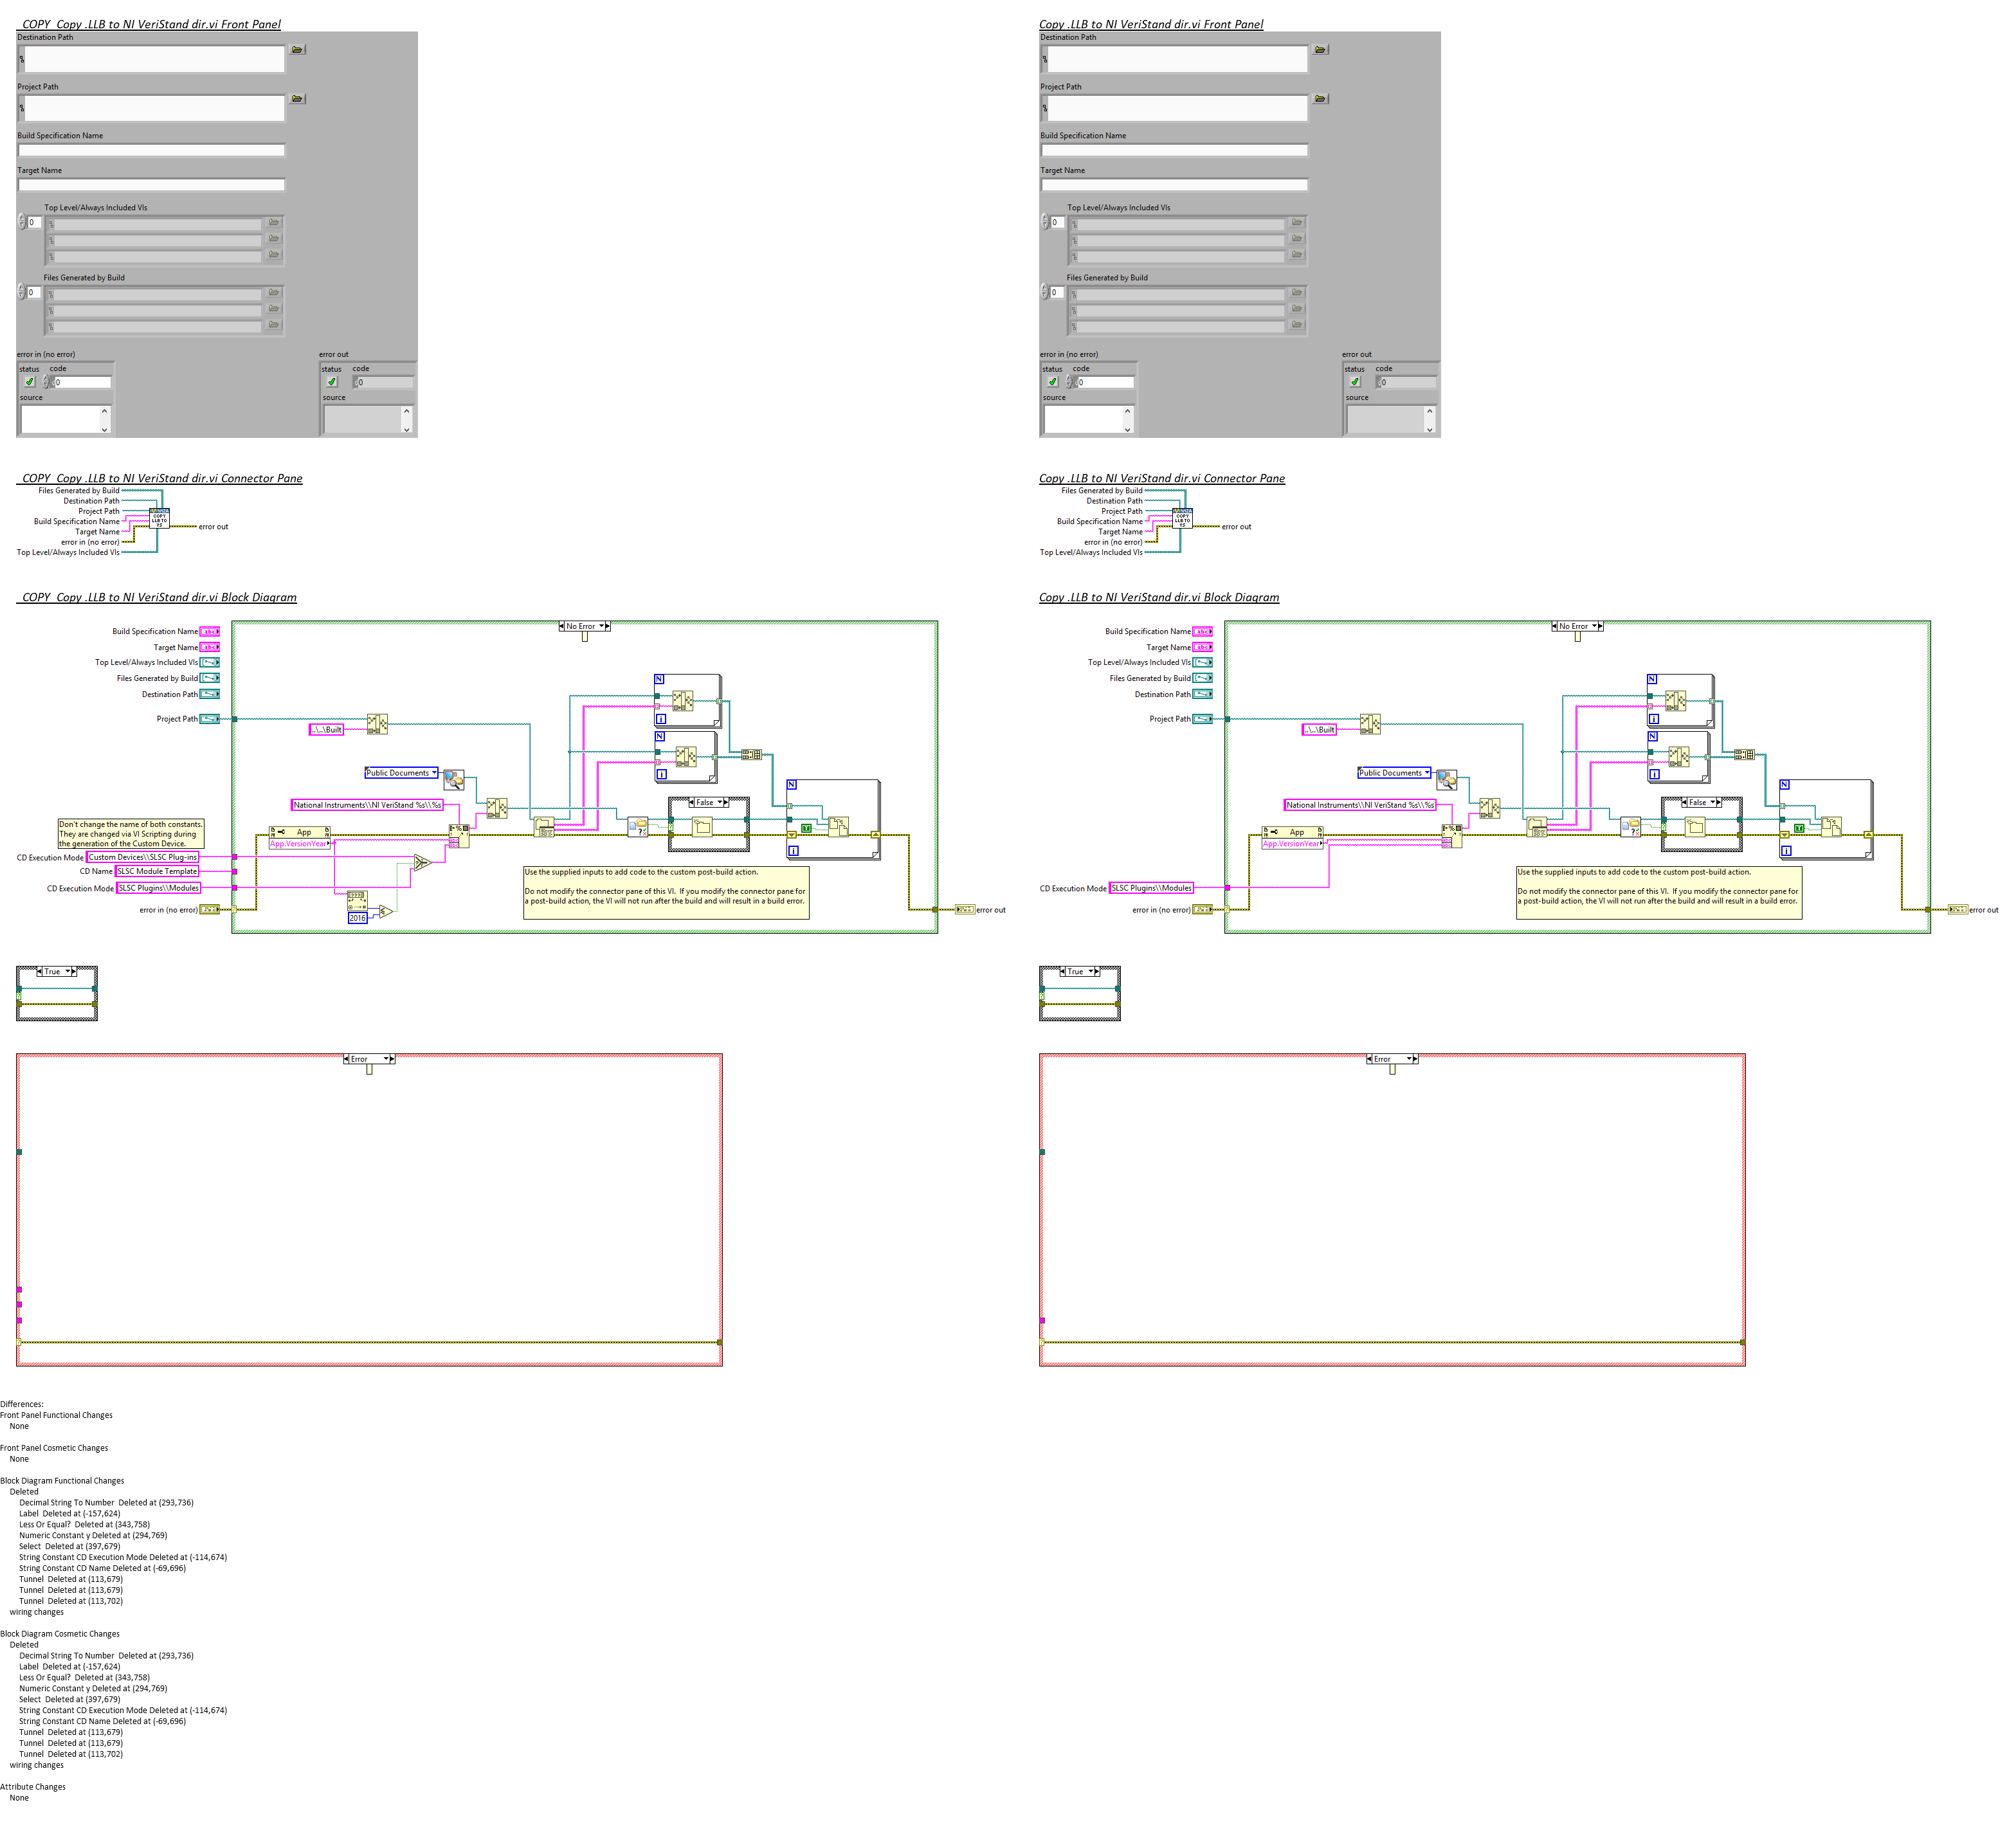 _COPY_Copy .LLB to NI VeriStand dir.vi Front Panel
Destination Path
Project Path
Build Specification Name
Target Name
Top Level/Always Included VIs
0
Files Generated by Build
0
error in (no error)
status code
0
source
error out
status code
0
source
Copy .LLB to NI VeriStand dir.vi Front Panel
Destination Path
Project Path
Build Specification Name
Target Name
Top Level/Always Included VIs
0
Files Generated by Build
0
error in (no error)
status code
0
source
error out
status code
0
source
_COPY_Copy .LLB to NI VeriStand dir.vi Connector Pane
Files Generated by Build
Destination Path
Project Path
Build Specification Name
Target Name
error in (no error)
Top Level/Always Included VIs
COPY
LLB TO
VS
error out
Copy .LLB to NI VeriStand dir.vi Connector Pane
Files Generated by Build
Destination Path
Project Path
Build Specification Name
Target Name
error in (no error)
Top Level/Always Included VIs
COPY
LLB TO
VS
error out
_COPY_Copy .LLB to NI VeriStand dir.vi Block Diagram
No Error
Build Specification Name
Target Name
Top Level/Always Included VIs
Files Generated by Build
Destination Path
Project Path
..\..\Built
Public Documents
National Instruments\\NI VeriStand %s\\%s
Don't change the name of both constants.
They are changed via VI Scripting during
the generation of the Custom Device.
App
App.VersionYear
CD Execution Mode Custom Devices\\SLSC Plug-ins
CD Name SLSC Module Template
CD Execution Mode SLSC Plugins\\Modules
error in (no error)
2016
N
i
N
i
False
N
T
i
Use the supplied inputs to add code to the custom post-build action.
Do not modify the connector pane of this VI.  If you modify the connector pane for
a post-build action, the VI will not run after the build and will result in a build error.
error out
Copy .LLB to NI VeriStand dir.vi Block Diagram
No Error
Build Specification Name
Target Name
Top Level/Always Included VIs
Files Generated by Build
Destination Path
Project Path
..\..\Built
Public Documents
National Instruments\\NI VeriStand %s\\%s
App
App.VersionYear
CD Execution Mode SLSC Plugins\\Modules
error in (no error)
N
i
N
i
False
N
T
i
Use the supplied inputs to add code to the custom post-build action.
Do not modify the connector pane of this VI.  If you modify the connector pane for
a post-build action, the VI will not run after the build and will result in a build error.
error out
True
True
Error
Error
Differences:
Front Panel Functional Changes
None
Front Panel Cosmetic Changes
None
Block Diagram Functional Changes
Deleted
Decimal String To Number  Deleted at (293,736)
Label  Deleted at (-157,624)
Less Or Equal?  Deleted at (343,758)
Numeric Constant y Deleted at (294,769)
Select  Deleted at (397,679)
String Constant CD Execution Mode Deleted at (-114,674)
String Constant CD Name Deleted at (-69,696)
Tunnel  Deleted at (113,679)
Tunnel  Deleted at (113,679)
Tunnel  Deleted at (113,702)
wiring changes
Block Diagram Cosmetic Changes
Deleted
Decimal String To Number  Deleted at (293,736)
Label  Deleted at (-157,624)
Less Or Equal?  Deleted at (343,758)
Numeric Constant y Deleted at (294,769)
Select  Deleted at (397,679)
String Constant CD Execution Mode Deleted at (-114,674)
String Constant CD Name Deleted at (-69,696)
Tunnel  Deleted at (113,679)
Tunnel  Deleted at (113,679)
Tunnel  Deleted at (113,702)
wiring changes
Attribute Changes
None